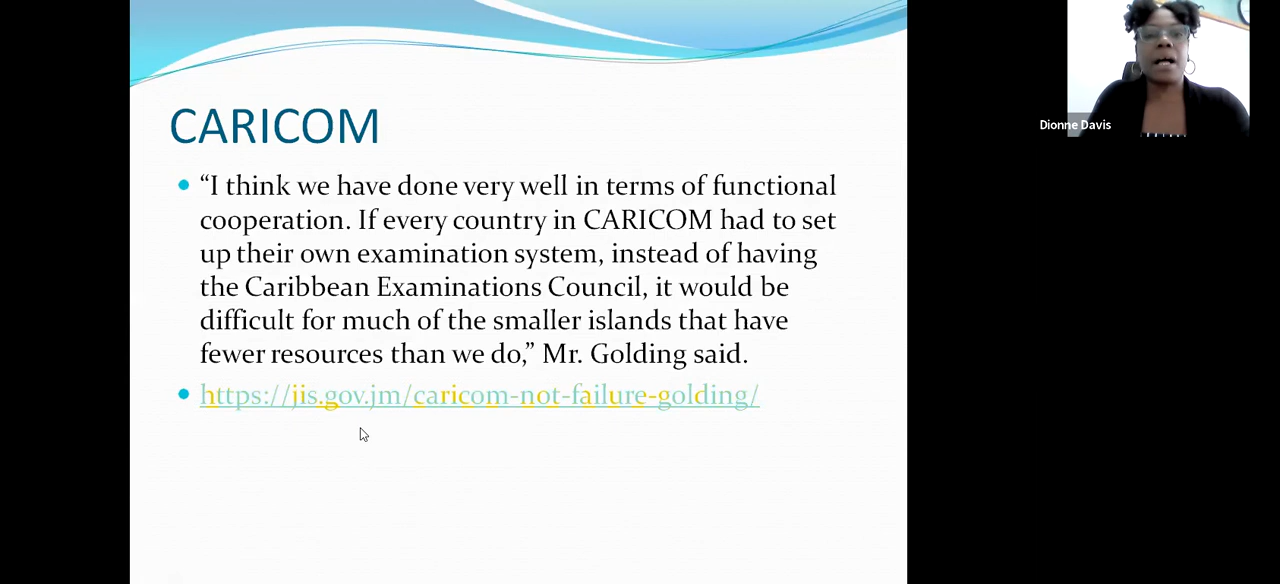 CARICOM
“I think we have done very well in terms of functional
cooperation. If every country in CARICOM had to set
up their own examination system, instead of having
the Caribbean Examinations Council, it would be
difficult for much of the smaller islands that have
fewer resources than we do,” Mr. Golding said.
https://jis.gov.jm/caricom-not-failure-golding/
Dionne Davis